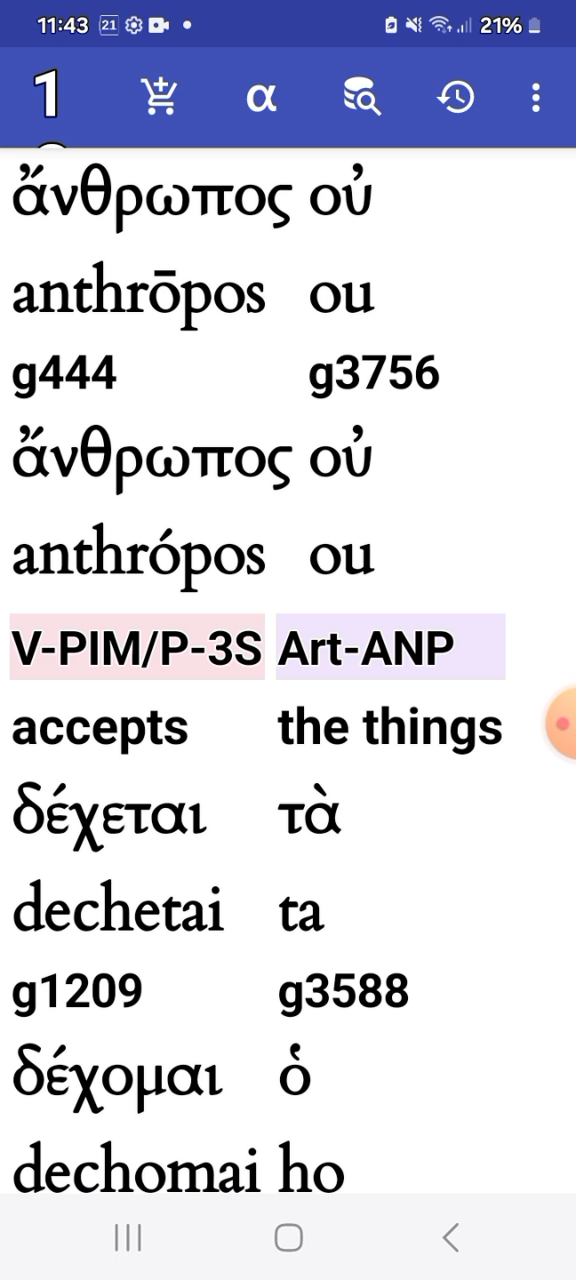 11:43 21 21%
1 α
ἄνθρωπος οὐ
anthrōpos ou
g444 g3756
ἄνθρωπος οὐ
anthrópos ou
V-PIM/P-3S Art-ANP
accepts the things
δέχεται τὰ
dechetai ta
g1209 g3588
δέχομαι ὁ
dechomai ho